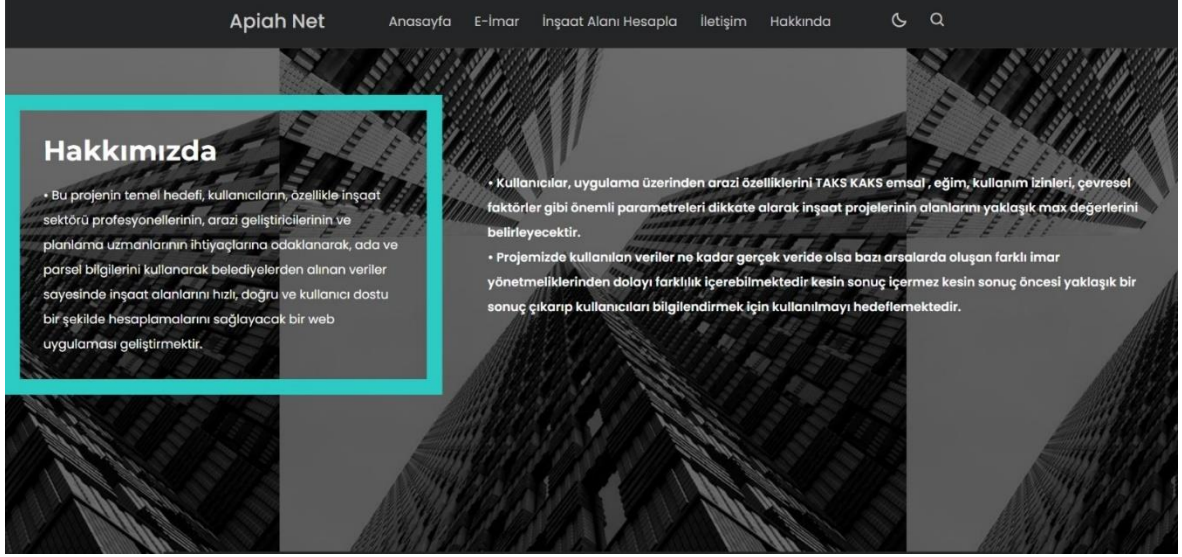 Apiah Net Anasayfa E-İmar İnşaat Alanı Hesapla İletişim Hakkında
Hakkımızda
• Bu projenin temel hedefi, kullanıcıların, özellikle inşaat
sektörü profesyonellerinin, arazi geliştiricilerinin ve
planlama uzmanlarının ihtiyaçlarına odaklanarak, ada ve
parsel bilgilerini kullanarak belediyelerden alınan veriler
sayesinde inşaat alanlarını hızlı, doğru ve kullanıcı dostu
bir şekilde hesaplamalarını sağlayacak bir web
uygulaması geliştirmektir.
• Kullanıcılar, uygulama üzerinden arazi özelliklerini TAKS KAKS emsal , eğim, kullanım izinleri, çevresel
faktörler gibi önemli parametreleri dikkate alarak inşaat projelerinin alanlarını yaklaşık max değerlerini
belirleyecektir.
• Projemizde kullanılan veriler ne kadar gerçek veride olsa bazı arsalarda oluşan farklı imar
yönetmeliklerinden dolayı farklılık içerebilmektedir kesin sonuç içermez kesin sonuç öncesi yaklaşık bir
sonuç çıkarıp kullanıcıları bilgilendirmek için kullanılmayı hedeflemektedir.